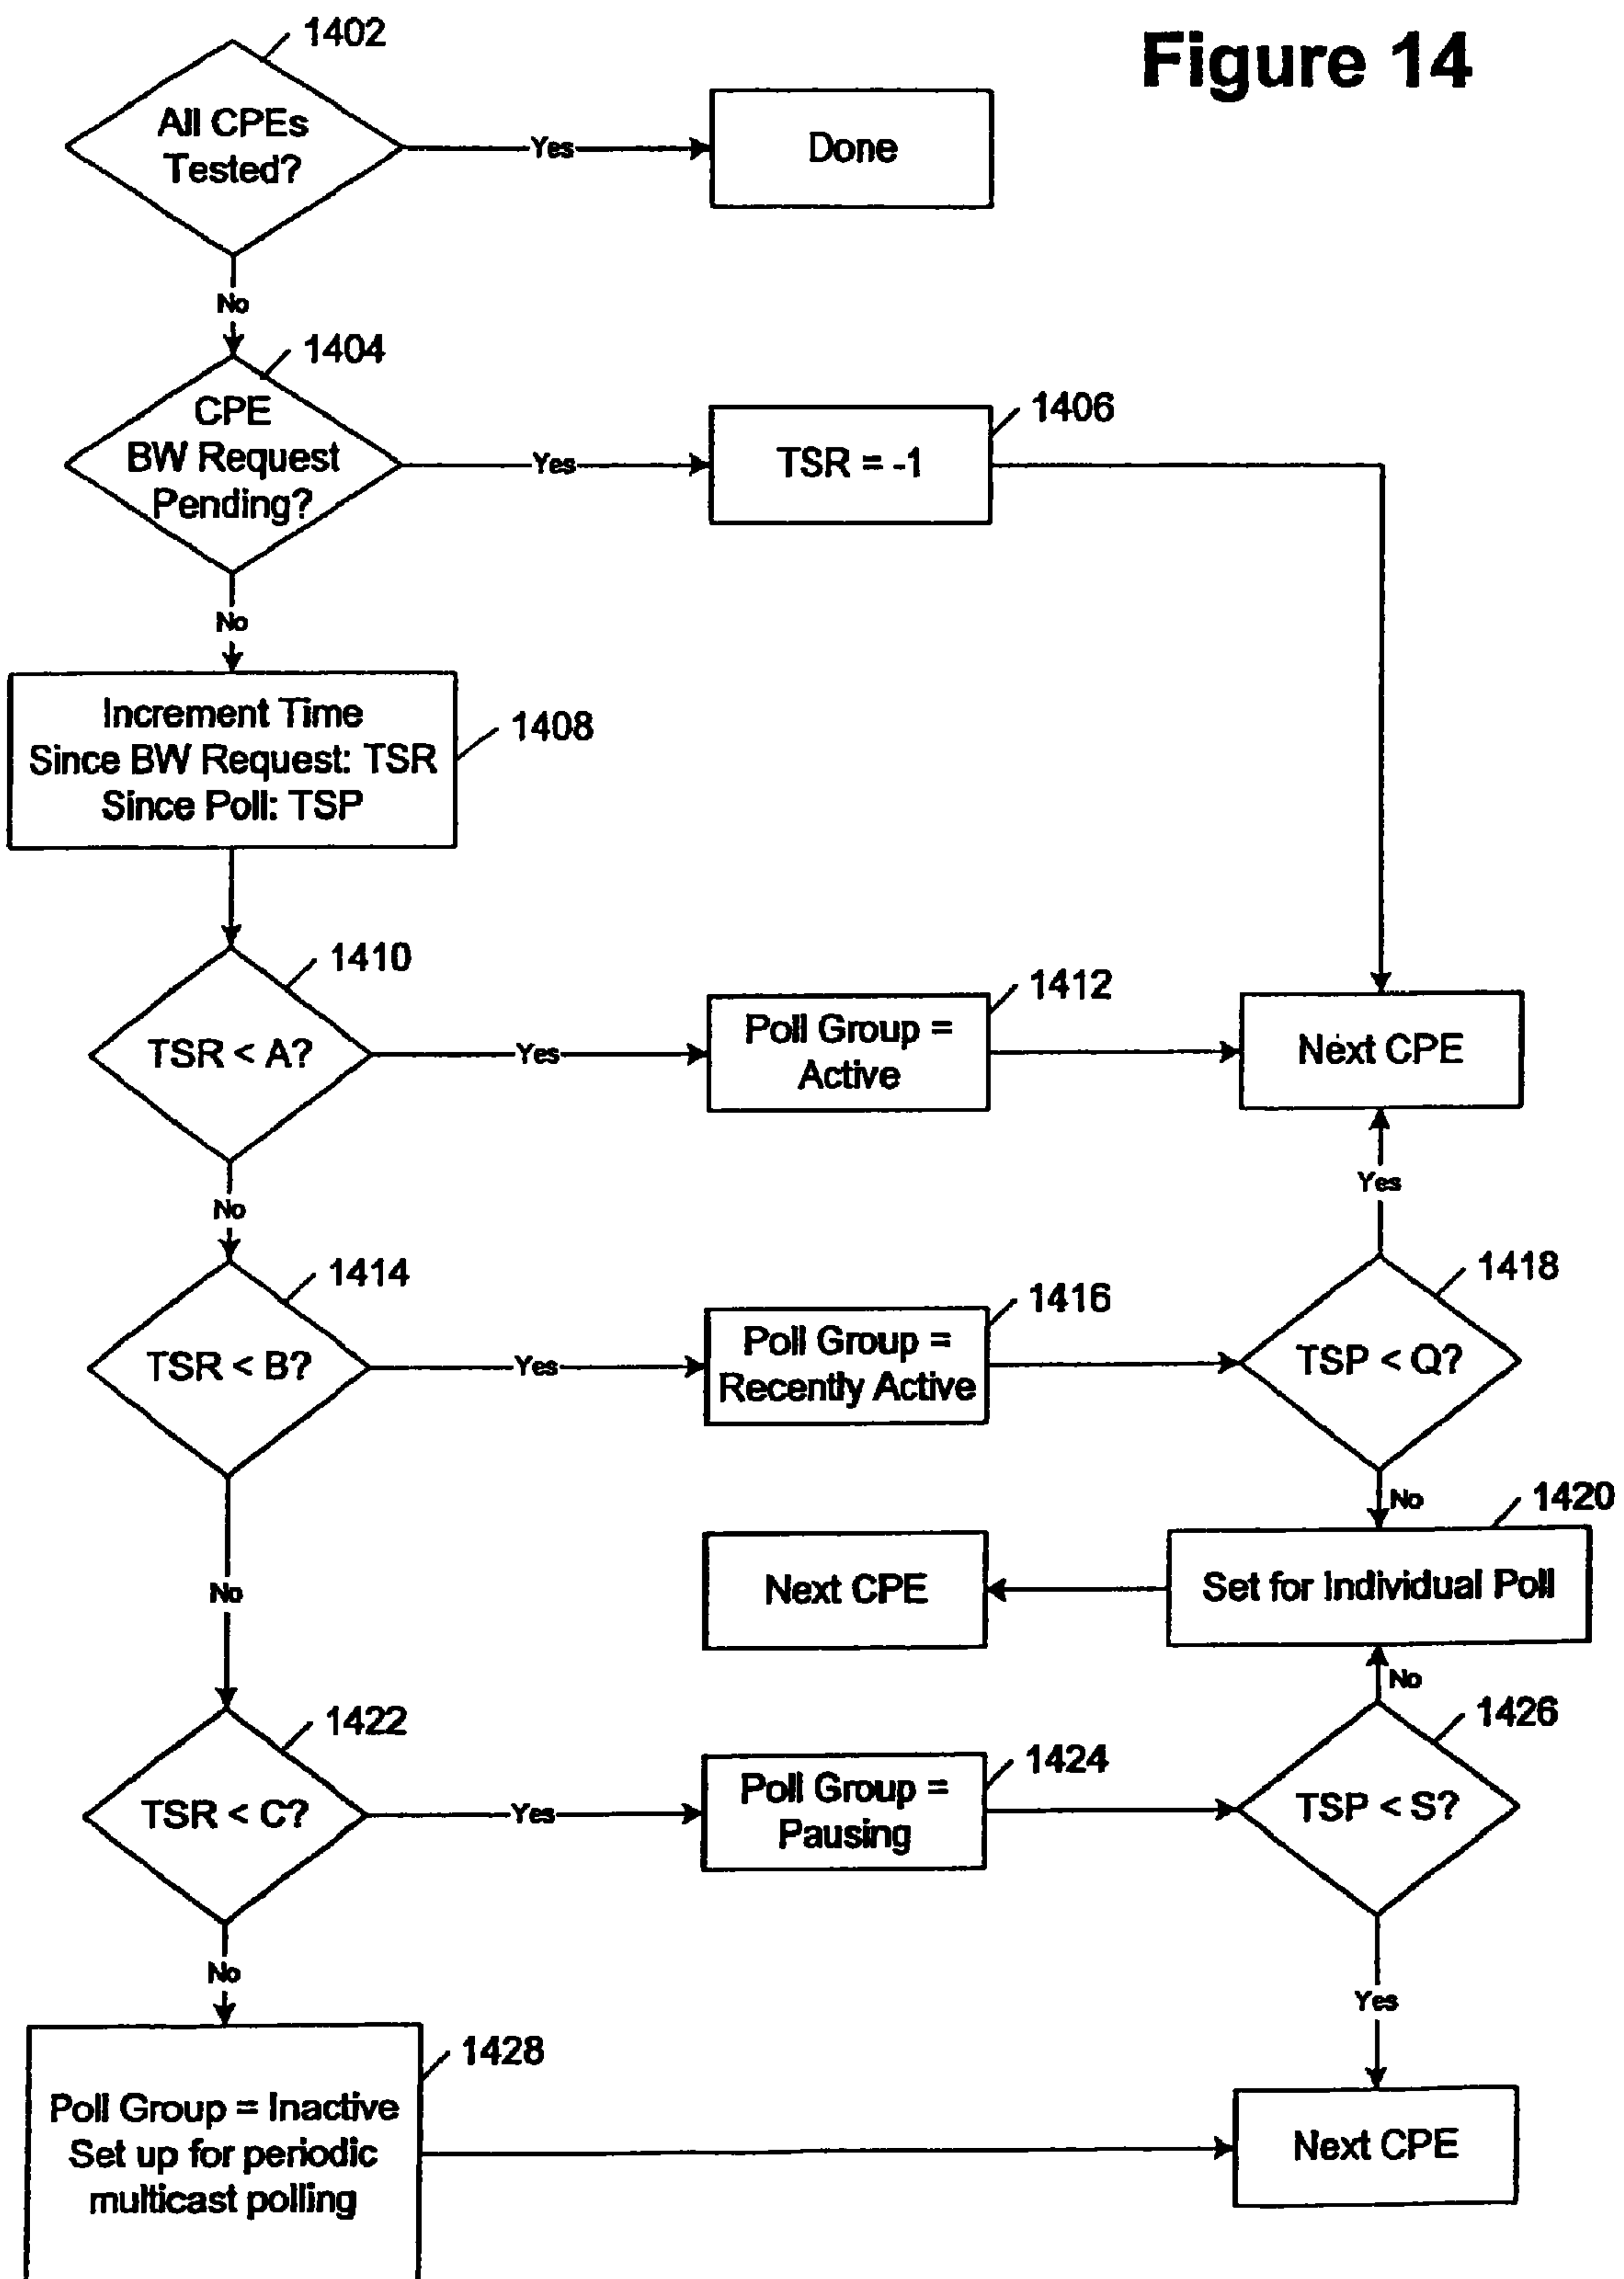 Figure 14
1402
All CPEs
Tested?
Yes
Done
No
1404
CPE
BW Request
Pending?
Yes
1406
TSR = -1
No
Increment Time
Since BW Request: TSR
Since Poll: TSP
1408
1410
TSR < A?
Yes
1412
Poll Group =
Active
Next CPE
No
Yes
1414
TSR < B?
Yes
1416
Poll Group =
Recently Active
1418
TSP < Q?
No
1420
Set for Individual Poll
Next CPE
No
No
1422
TSR < C?
Yes
1424
Poll Group =
Pausing
1426
TSP < S?
No
Yes
1428
Poll Group = Inactive
Set up for periodic
multicast polling
Next CPE